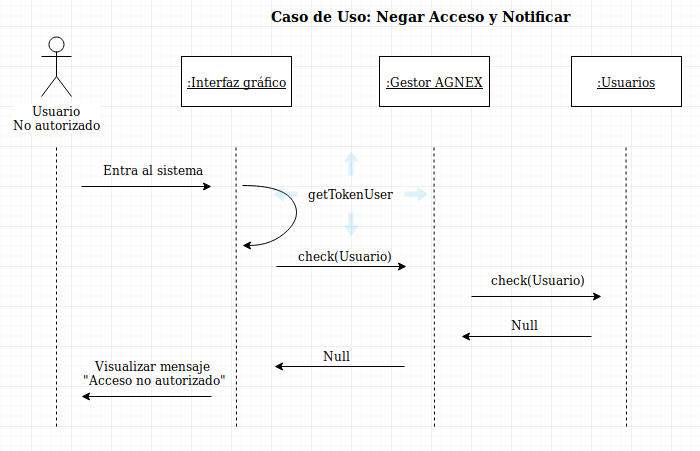 Caso de Uso: Negar Acceso y Notificar
:Interfaz gráfico
:Gestor AGNEX
:Usuarios
Usuario
No autorizado
Entra al sistema
getTokenUser
check(Usuario)
check(Usuario)
Null
Null
Visualizar mensaje
"Acceso no autorizado"